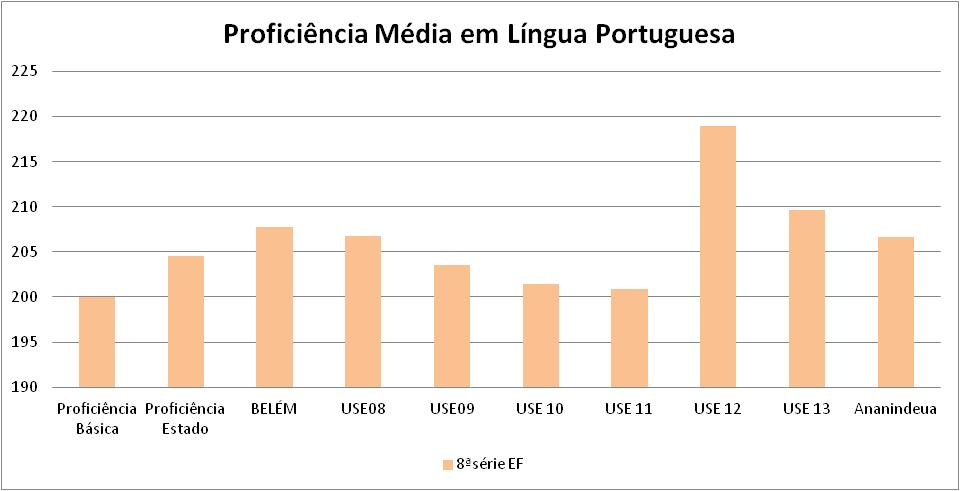 Proficiência Média em Língua Portuguesa
225
220
215
210
205
200
195
190
Proficiência Básica
Proficiência Estado
BELÉM
USE08
USE09
USE 10
USE 11
USE 12
USE 13
Ananindeua
8ªsérie EF